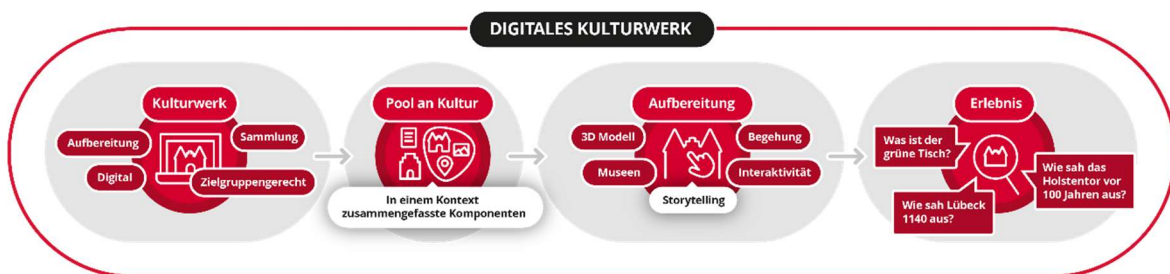 DIGITALES KULTURWERK
Kulturwerk
Aufbereitung
Sammlung
Digital
Zielgruppengerecht
Pool an Kultur
In einem Kontext
zusammengefasste Komponenten
Aufbereitung
3D Modell
Begehung
Museen
Interaktivität
Storytelling
Erlebnis
Was ist der
grüne Tisch?
Wie sah das
Holstentor vor
100 Jahren aus?
Wie sah Lübeck
1140 aus?